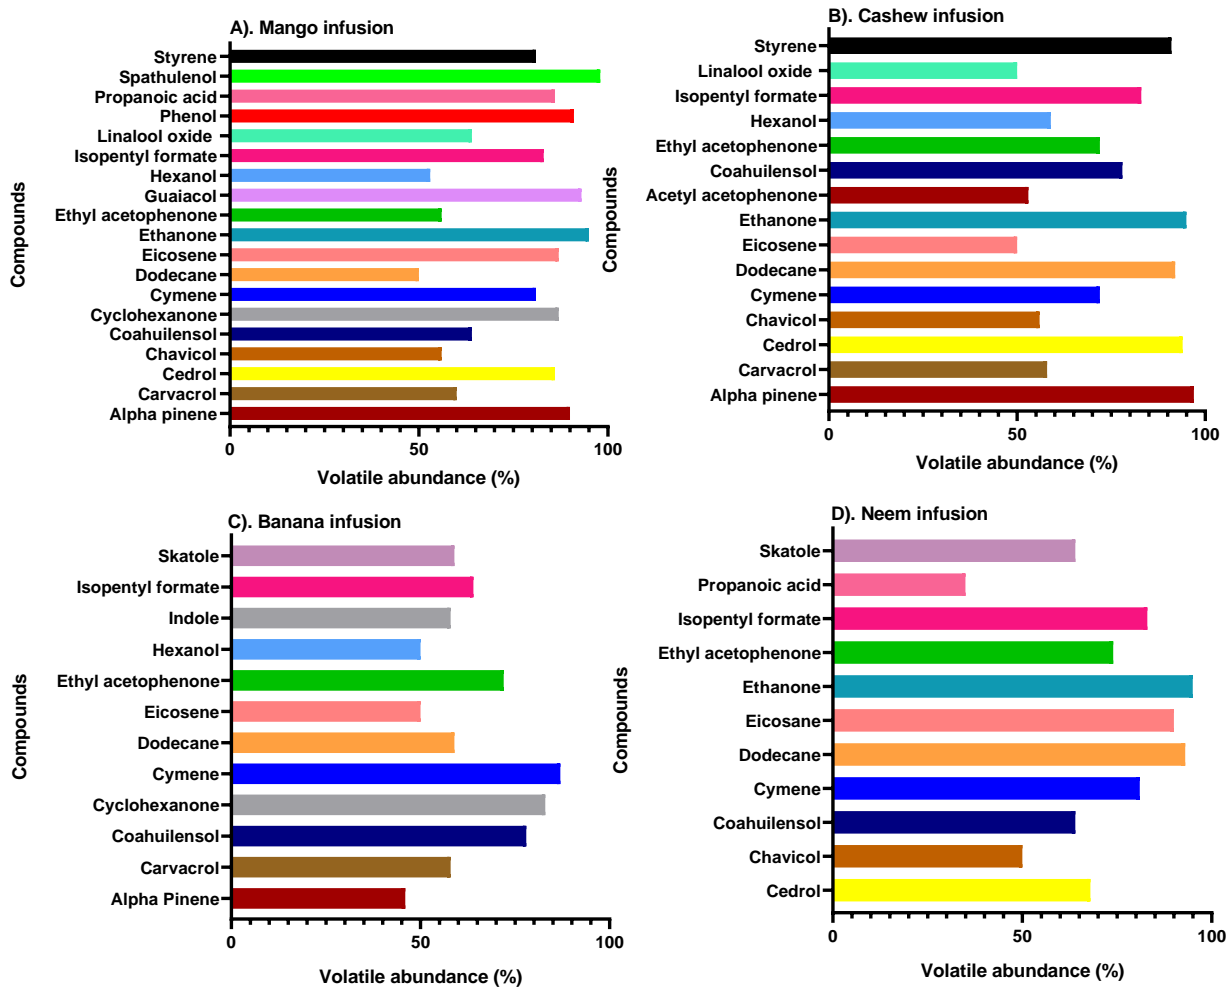 A). Mango infusion
Compounds
Styrene
Spathulenol
Propanoic acid
Phenol
Linalool oxide
Isopentyl formate
Hexanol
Guaiacol
Ethyl acetophenone
Ethanone
Eicosene
Dodecane
Cymene
Cyclohexanone
Coahuilensol
Chavicol
Cedrol
Carvacrol
Alpha pinene
0 50 100
Volatile abundance (%)
B). Cashew infusion
Compounds
Styrene
Linalool oxide
Isopentyl formate
Hexanol
Ethyl acetophenone
Coahuilensol
Acetyl acetophenone
Ethanone
Eicosene
Dodecane
Cymene
Chavicol
Cedrol
Carvacrol
Alpha pinene
0 50 100
Volatile abundance (%)
C). Banana infusion
Compounds
Skatole
Isopentyl formate
Indole
Hexanol
Ethyl acetophenone
Eicosene
Dodecane
Cymene
Cyclohexanone
Coahuilensol
Carvacrol
Alpha Pinene
0 50 100
Volatile abundance (%)
D). Neem infusion
Compounds
Skatole
Propanoic acid
Isopentyl formate
Ethyl acetophenone
Ethanone
Eicosane
Dodecane
Cymene
Coahuilensol
Chavicol
Cedrol
0 50 100
Volatile abundance (%)